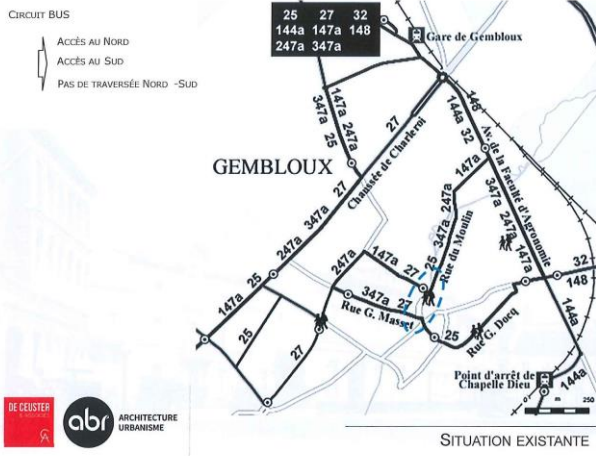 CIRCUIT BUS
ACCÈS AU NORD
ACCÈS AU SUD
PAS DE TRAVERSÉE NORD -SUD
25 27 32
144a 147a 148
247a 347a
Gare de Gembloux
GEMBLOUX
347a 25
147a 247a
27
Chaussée de Charleroi
144a 32
148
Av. de la Faculté d'Agronomie
147a
347a 247a 147a
25 347a 247a
Rue du Moulin
147a 25 247a 347a 27
247a
147a 27
347a 27
Rue G. Masset
25
Rue G. Docq
32
148
25
27
144a
Point d'arrêt de
Chapelle Dieu
144a
0 m 250
DE CEUSTER
& ASSOCIÉS
CA
abr
ARCHITECTURE
URBANISME
SITUATION EXISTANTE